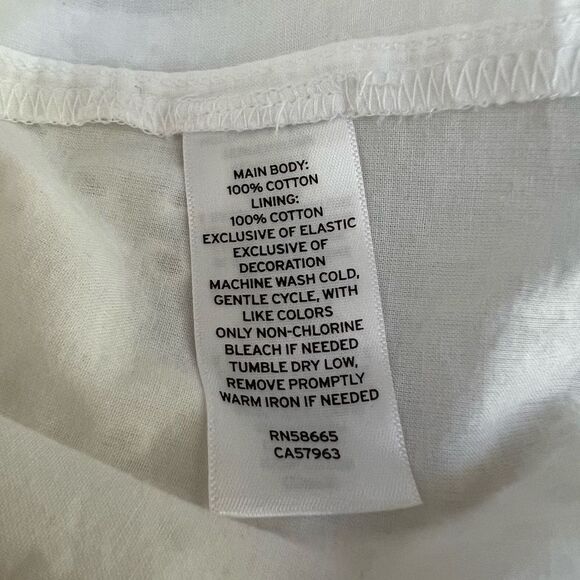 MAIN BODY:
100% COTTON
LINING:
100% COTTON
EXCLUSIVE OF ELASTIC
EXCLUSIVE OF
DECORATION
MACHINE WASH COLD,
GENTLE CYCLE, WITH
LIKE COLORS
ONLY NON-CHLORINE
BLEACH IF NEEDED
TUMBLE DRY LOW,
REMOVE PROMPTLY
WARM IRON IF NEEDED
RN58665
CA57963